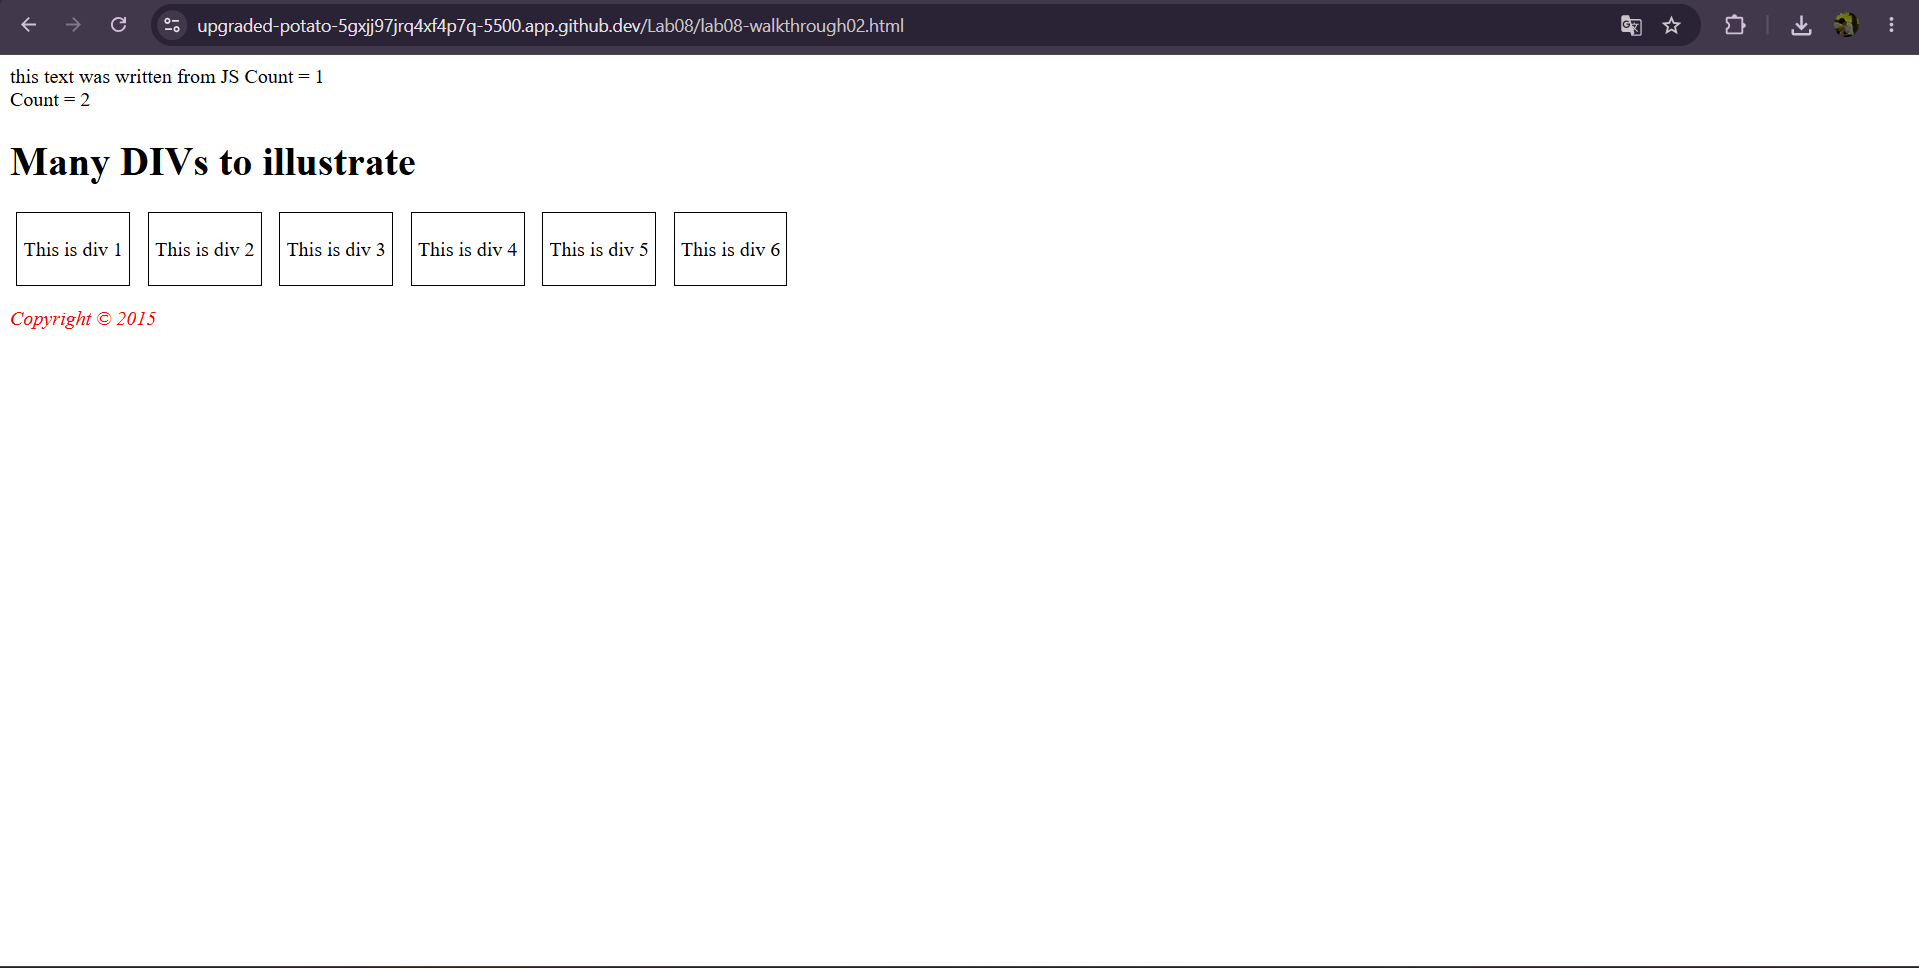 upgraded-potato-5gxjj97jrq4xf4p7q-5500.app.github.dev/Lab08/lab08-walkthrough02.html
this text was written from JS Count = 1
Count = 2
Many DIVs to illustrate
This is div 1 This is div 2 This is div 3 This is div 4 This is div 5 This is div 6
Copyright © 2015